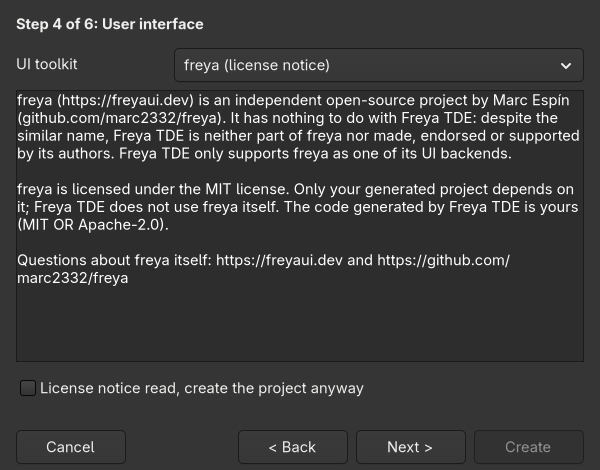 Step 4 of 6: User interface
UI toolkit
freya (license notice)
freya (https://freyaui.dev) is an independent open-source project by Marc Espín
(github.com/marc2332/freya). It has nothing to do with Freya TDE: despite the
similar name, Freya TDE is neither part of freya nor made, endorsed or supported
by its authors. Freya TDE only supports freya as one of its UI backends.
freya is licensed under the MIT license. Only your generated project depends on
it; Freya TDE does not use freya itself. The code generated by Freya TDE is yours
(MIT OR Apache-2.0).
Questions about freya itself: https://freyaui.dev and https://github.com/
marc2332/freya
License notice read, create the project anyway
Cancel
< Back
Next >
Create